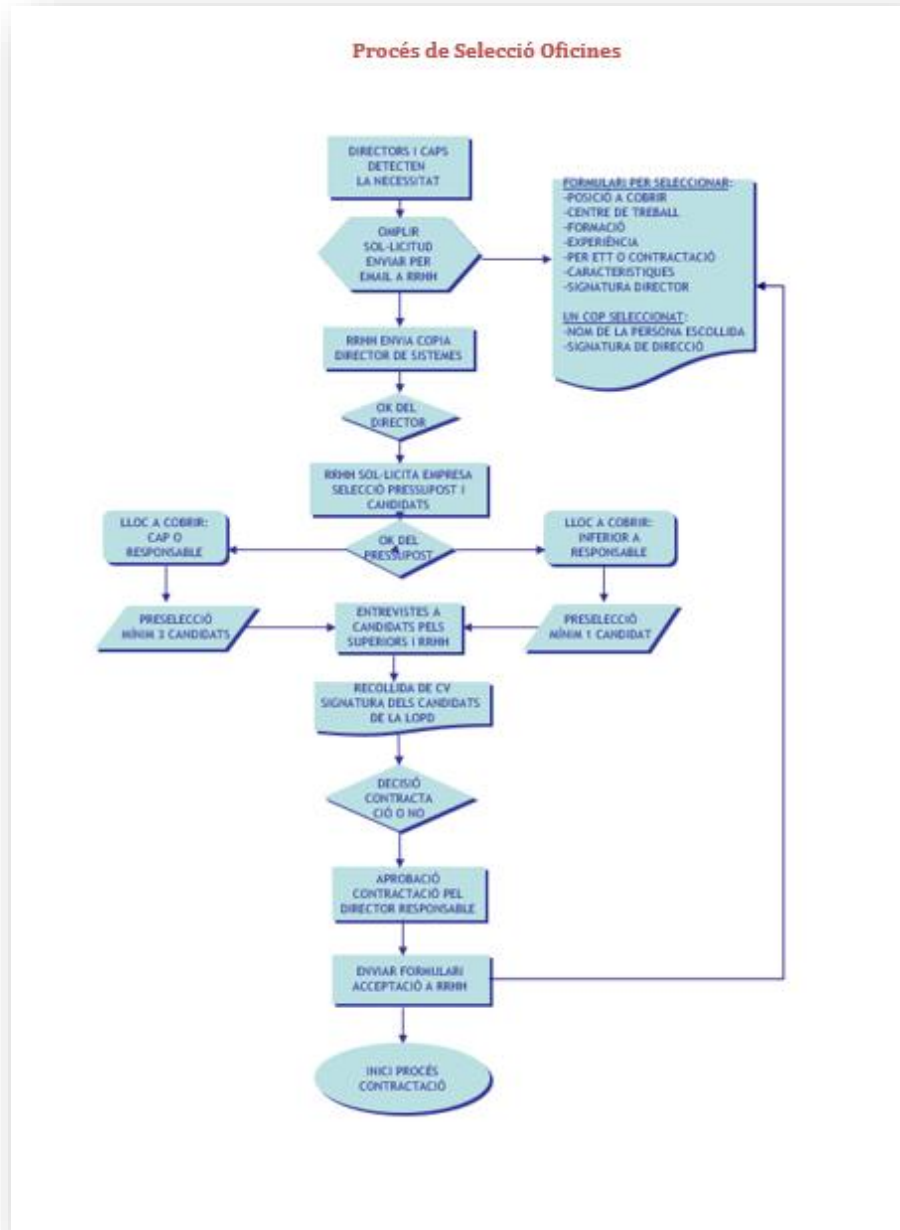 Procés de Selecció Oficines
DIRECTORS I CAPS
DETECTEN
LA NECESSITAT
OMPLIR
SOL·LICITUD
ENVIAR PER
EMAIL A RRHH
FORMULARI PER SELECCIONAR:
-POSICIÓ A COBRIR
-CENTRE DE TREBALL
-FORMACIÓ
-EXPERIÈNCIA
-PER ETT O CONTRACTACIÓ
-CARACTERISTIQUES
-SIGNATURA DIRECTOR
UN COP SELECCIONAT:
-NOM DE LA PERSONA ESCOLLIDA
-SIGNATURA DE DIRECCIÓ
RRHH ENVIA COPIA
DIRECTOR DE SISTEMES
OK DEL
DIRECTOR
RRHH SOL·LICITA EMPRESA
SELECCIÓ PRESSUPOST I
CANDIDATS
LLOC A COBRIR:
CAP O
RESPONSABLE
OK DEL
PRESSUPOST
LLOC A COBRIR:
INFERIOR A
RESPONSABLE
PRESELECCIÓ
MÍNIM 3 CANDIDATS
ENTREVISTES A
CANDIDATS PELS
SUPERIORS I RRHH
PRESELECCIÓ
MÍNIM 1 CANDIDAT
RECOLLIDA DE CV
SIGNATURA DELS CANDIDATS
DE LA LOPD
DECISIÓ
CONTRACTA
CIÓ O NO
APROBACIÓ
CONTRACTACIÓ PEL
DIRECTOR RESPONSABLE
ENVIAR FORMULARI
ACCEPTACIÓ A RRHH
INICI PROCÉS
CONTRACTACIÓ